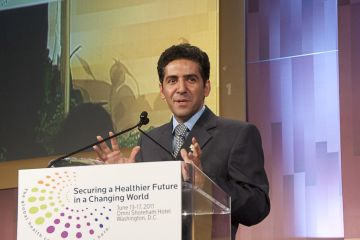 Securing a Healthier Future
in a Changing World
June 13-17, 2011
Omni Shoreham Hotel
Washington,
D.C.